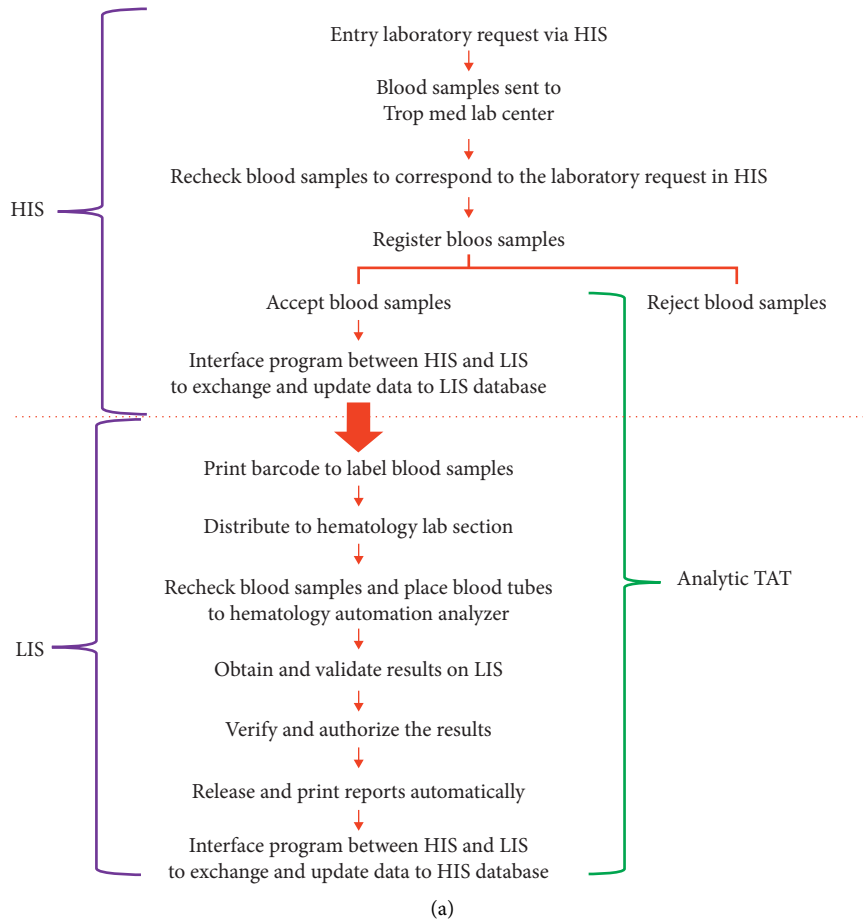 Entry laboratory request via HIS
Blood samples sent to
Trop med lab center
Recheck blood samples to correspond to the laboratory request in HIS
HIS
Register bloos samples
Accept blood samples
Reject blood samples
Interface program between HIS and LIS
to exchange and update data to LIS database
Print barcode to label blood samples
Distribute to hematology lab section
Recheck blood samples and place blood tubes
to hematology automation analyzer
Analytic TAT
LIS
Obtain and validate results on LIS
Verify and authorize the results
Release and print reports automatically
Interface program between HIS and LIS
to exchange and update data to HIS database
(a)